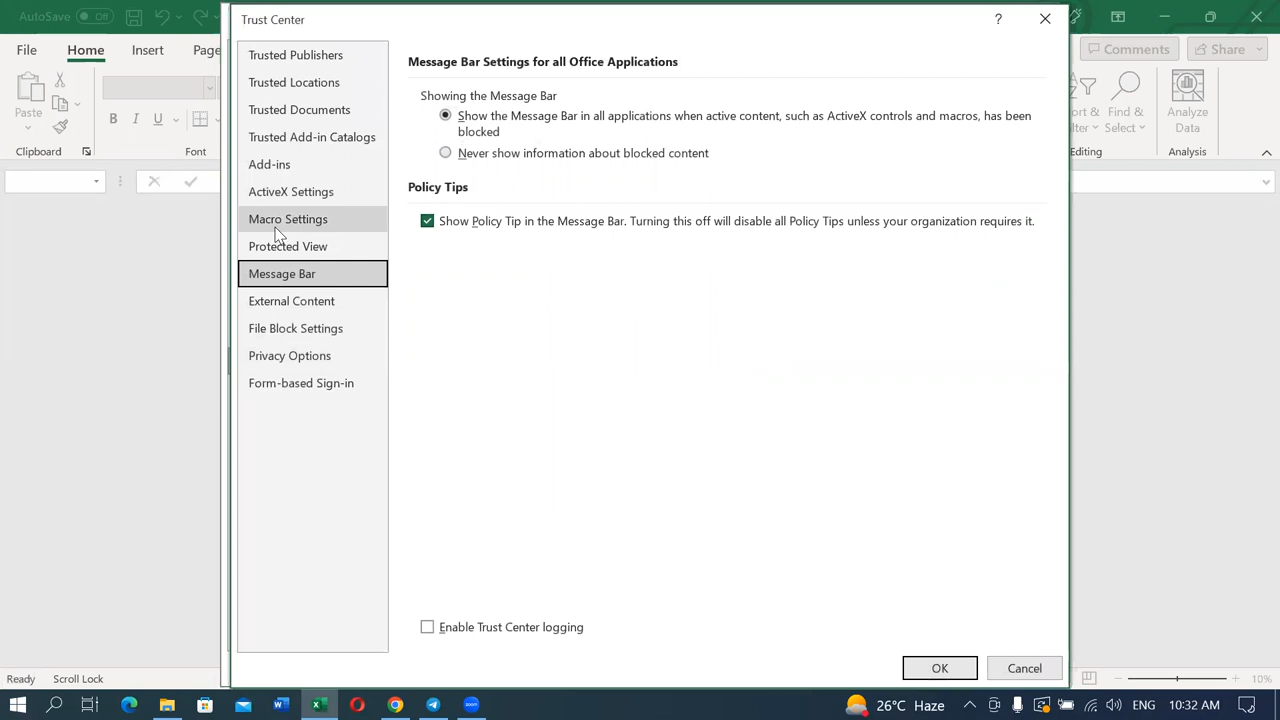 Trust Center
?
AutoSave
Off
File
Home
Insert
Page
Comments
Share
Paste
B I U
Select
Analysis
Clipboard
Font
Trusted Publishers
Trusted Locations
Trusted Documents
Trusted Add-in Catalogs
Add-ins
ActiveX Settings
Macro Settings
Protected View
Message Bar
External Content
File Block Settings
Privacy Options
Form-based Sign-in
Message Bar Settings for all Office Applications
Showing the Message Bar
Show the Message Bar in all applications when active content, such as ActiveX controls and macros, has been
blocked
Never show information about blocked content
Policy Tips
Show Policy Tip in the Message Bar. Turning this off will disable all Policy Tips unless your organization requires it.
Enable Trust Center logging
OK
Cancel
Ready
Scroll Lock
10%
26°C Haze
ENG
10:32 AM